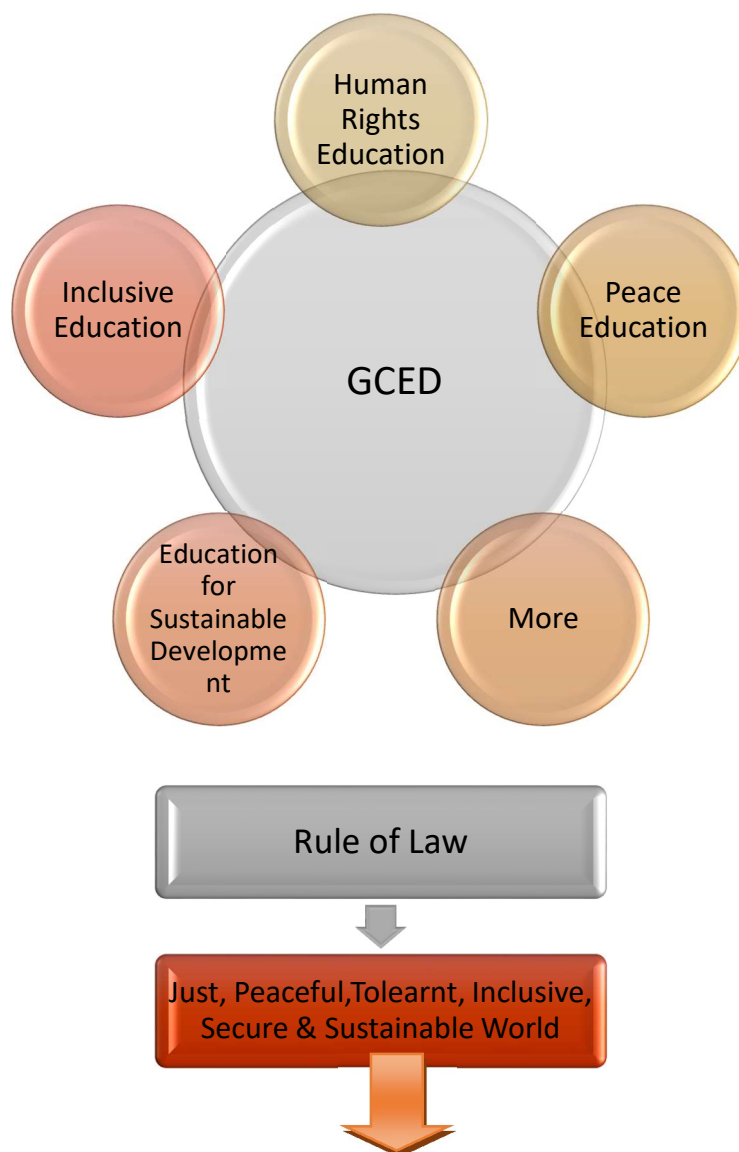 Human
Rights
Education
Inclusive
Education
Peace
Education
GCED
Education
for
Sustainable
Developme
nt
More
Rule of Law
Just, Peaceful,Tolearnt, Inclusive,
Secure & Sustainable World